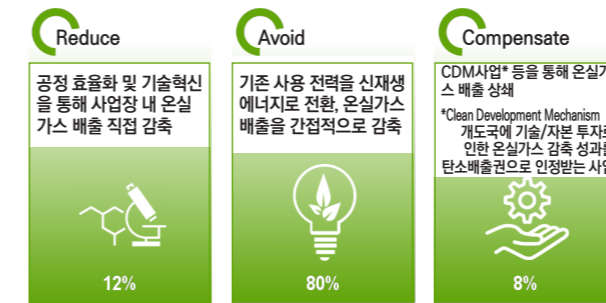 Reduce
공정 효율화 및 기술혁신
을 통해 사업장 내 온실
가스 배출 직접 감축
12%
Avoid
기존 사용 전력을 신재생
에너지로 전환, 온실가스
배출을 간접적으로 감축
80%
Compensate
CDM사업* 등을 통해 온실가
스 배출 상쇄
*Clean Development Mechanism
개도국에 기술/자본 투자로
인한 온실가스 감축 성과를
탄소배출권으로 인정받는 사업
8%